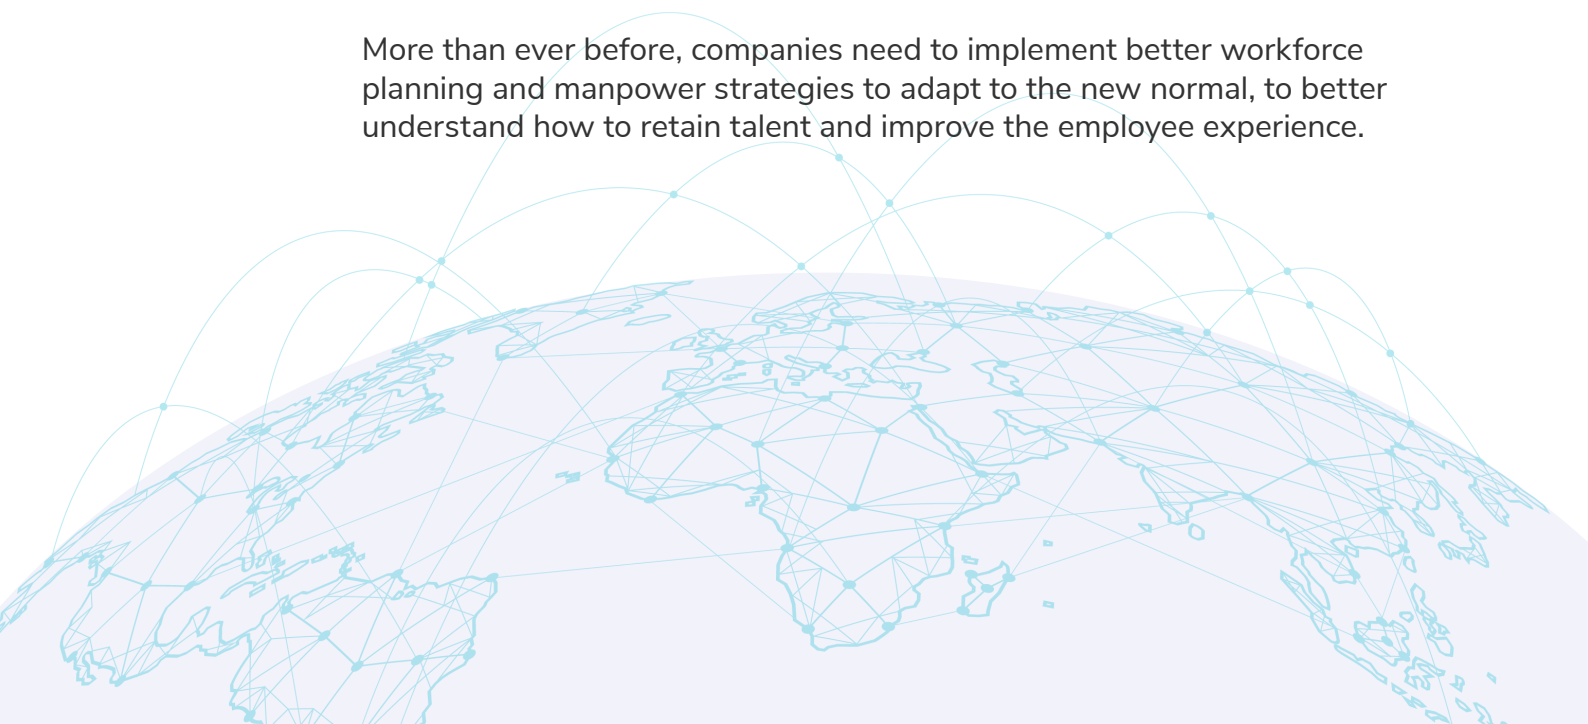 More than ever before, companies need to implement better workforce
planning and manpower strategies to adapt to the new normal, to better
understand how to retain talent and improve the employee experience.